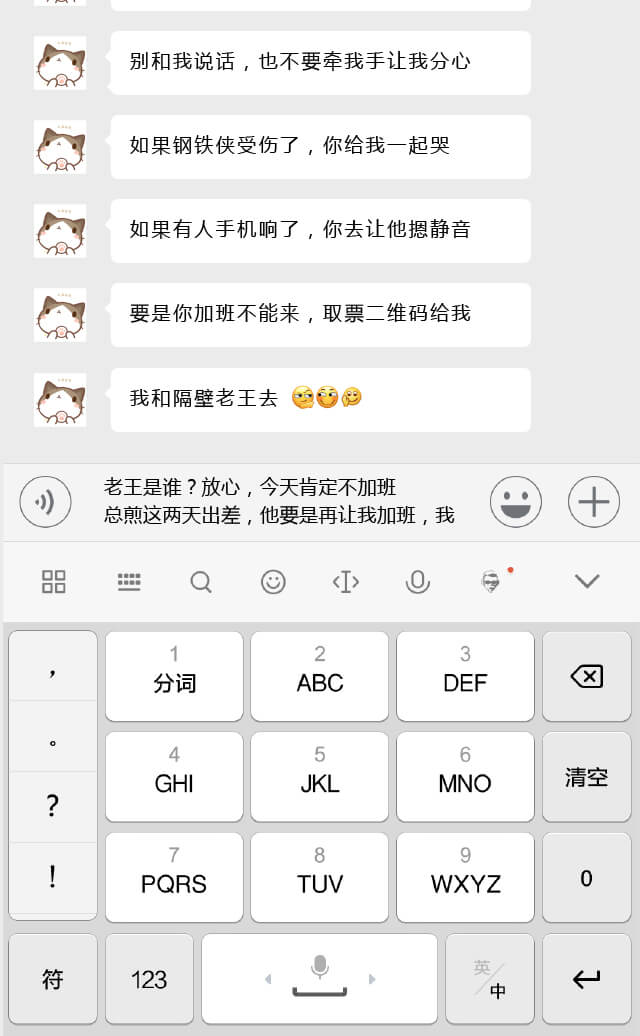 别和我说话，也不要牵我手让我分心
如果钢铁侠受伤了，你给我一起哭
如果有人手机响了，你去让他摁静音
要是你加班不能来，取票二维码给我
我和隔壁老王去
老王是谁？放心，今天肯定不加班
总煎这两天出差，他要是再让我加班，我
，
1
分词
2
ABC
3
DEF
。
4
GHI
5
JKL
6
MNO
清空
？
7
PQRS
8
TUV
9
WXYZ
0
！
符
123
英/中